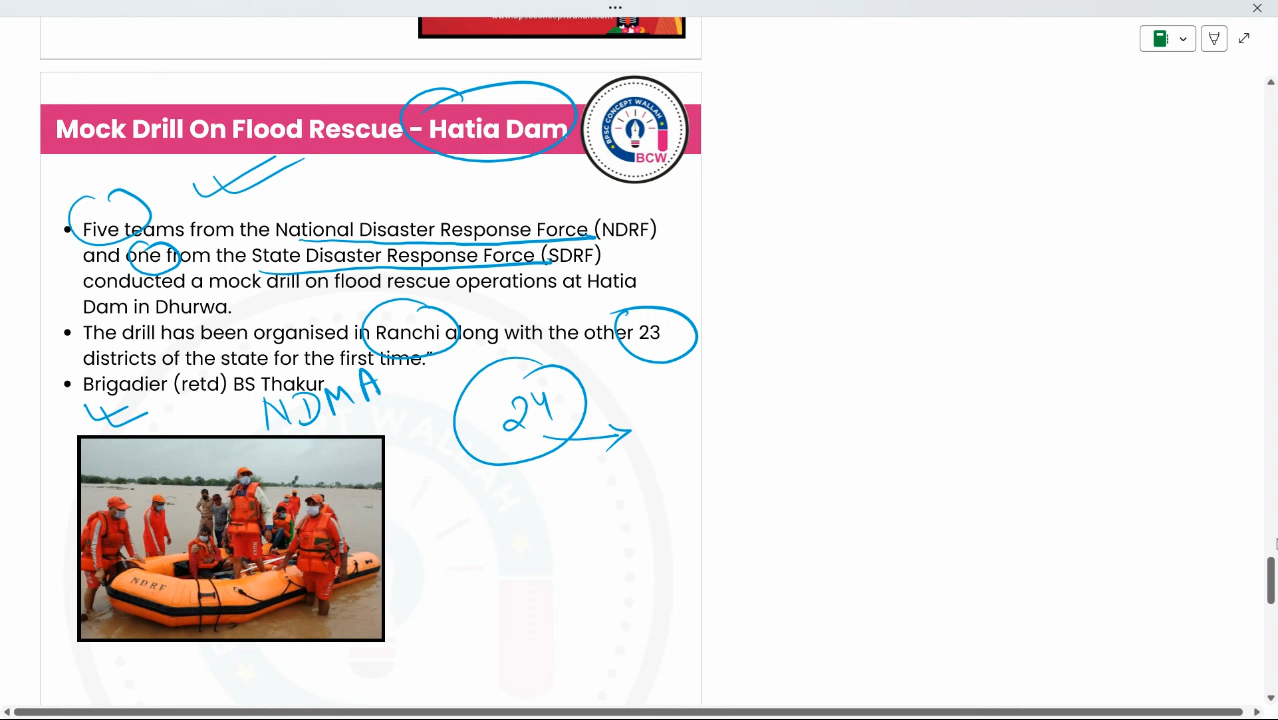 Mock Drill On Flood Rescue - Hatia Dam
BPSC CONCEPT WALLAH
BCW
• Five teams from the National Disaster Response Force (NDRF)
and one from the State Disaster Response Force (SDRF)
conducted a mock drill on flood rescue operations at Hatia
Dam in Dhurwa.
• The drill has been organised in Ranchi along with the other 23
districts of the state for the first time."
• Brigadier (retd) BS Thakur
NDMA
24
NDRF